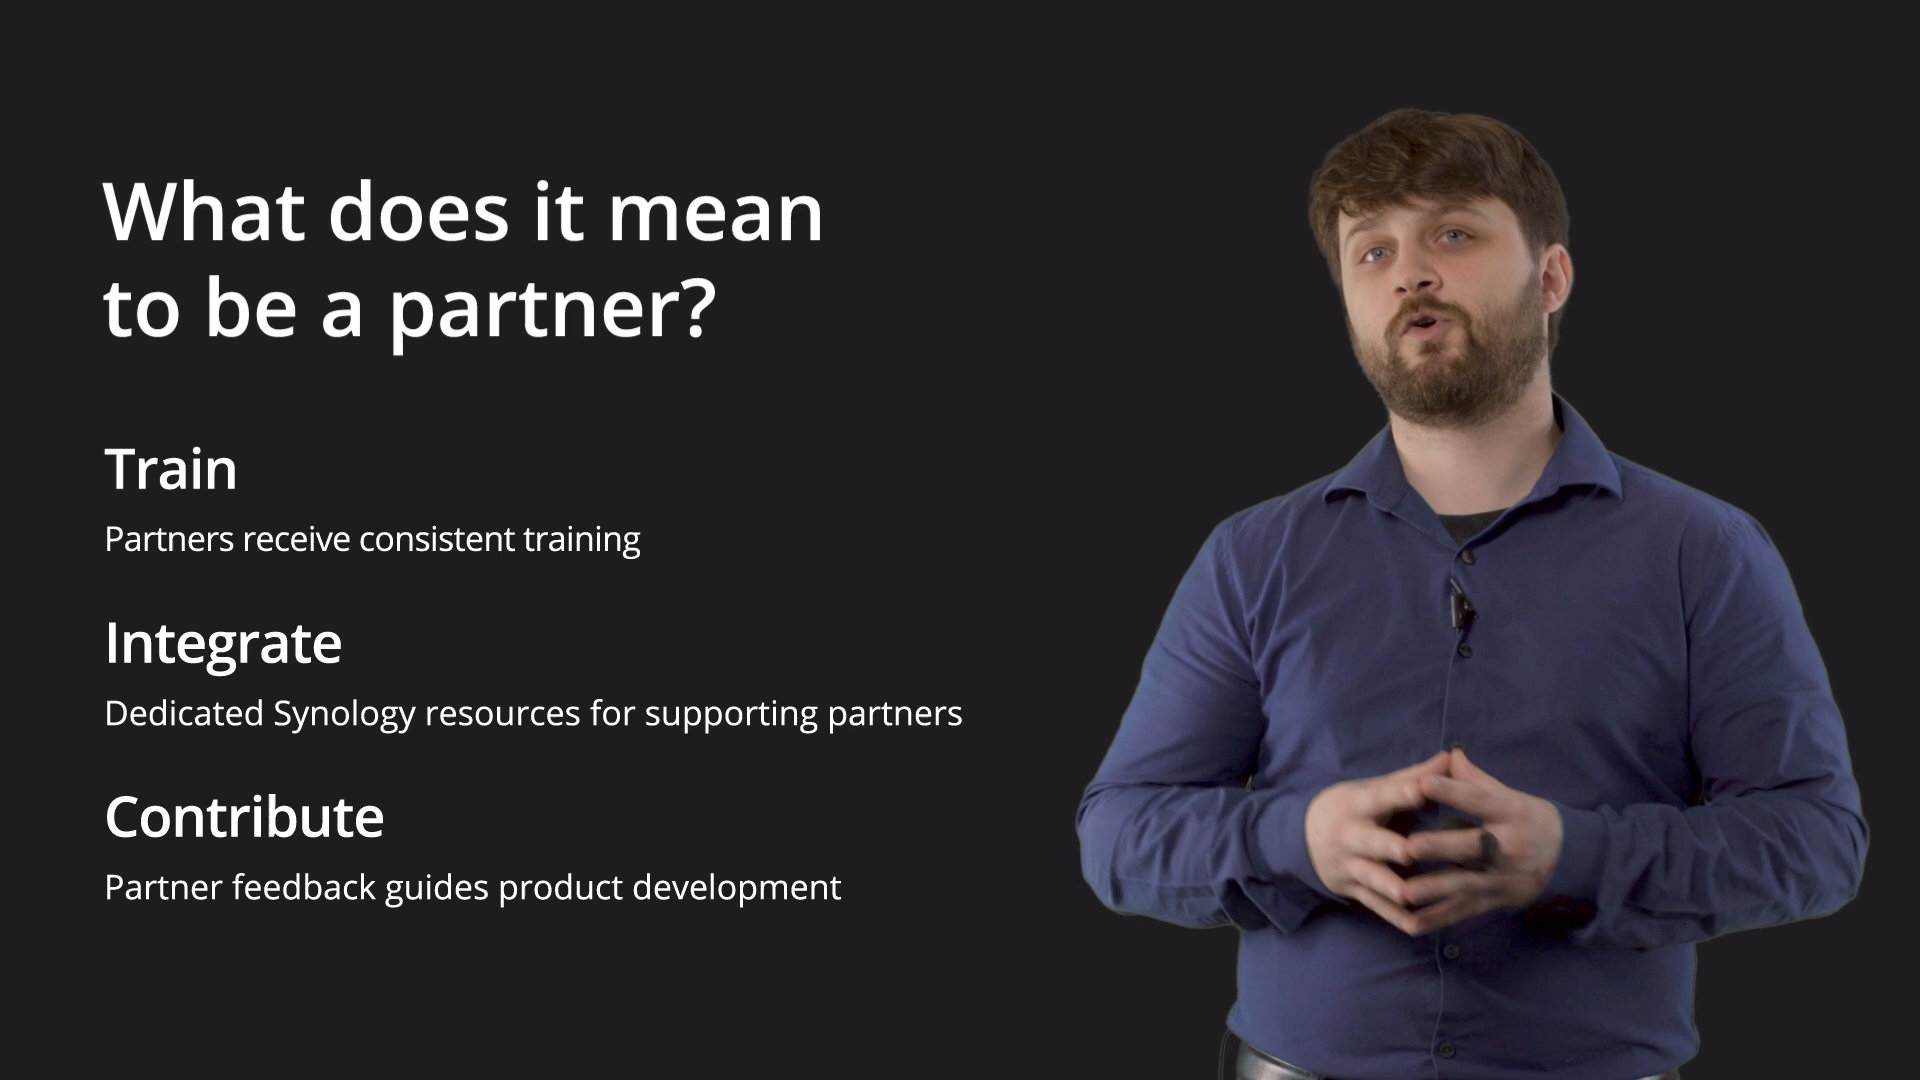 What does it mean
to be a partner?
Train
Partners receive consistent training
Integrate
Dedicated Synology resources for supporting partners
Contribute
Partner feedback guides product development